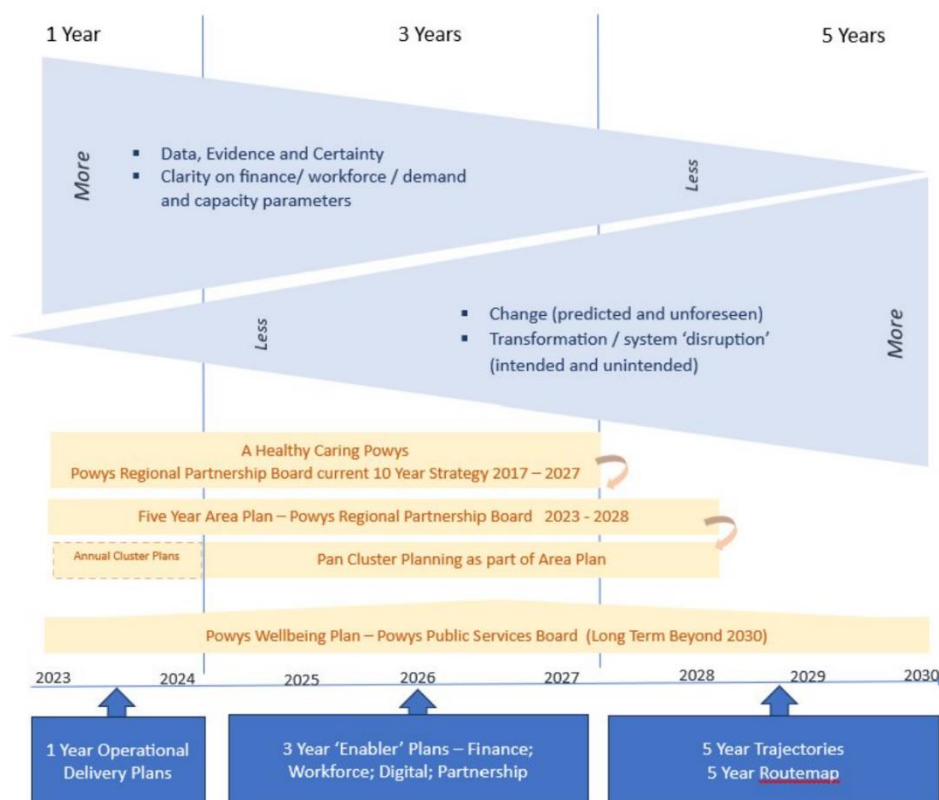 1 Year
3 Years
5 Years
More
▪ Data, Evidence and Certainty
▪ Clarity on finance/ workforce / demand
and capacity parameters
Less
Less
▪ Change (predicted and unforeseen)
▪ Transformation / system ‘disruption’
(intended and unintended)
More
A Healthy Caring Powys
Powys Regional Partnership Board current 10 Year Strategy 2017 – 2027
Five Year Area Plan – Powys Regional Partnership Board 2023 - 2028
Annual Cluster Plans
Pan Cluster Planning as part of Area Plan
Powys Wellbeing Plan – Powys Public Services Board (Long Term Beyond 2030)
2023
2024
2025
2026
2027
2028
2029
2030
1 Year Operational
Delivery Plans
3 Year ‘Enabler’ Plans – Finance;
Workforce; Digital; Partnership
5 Year Trajectories
5 Year Routemap